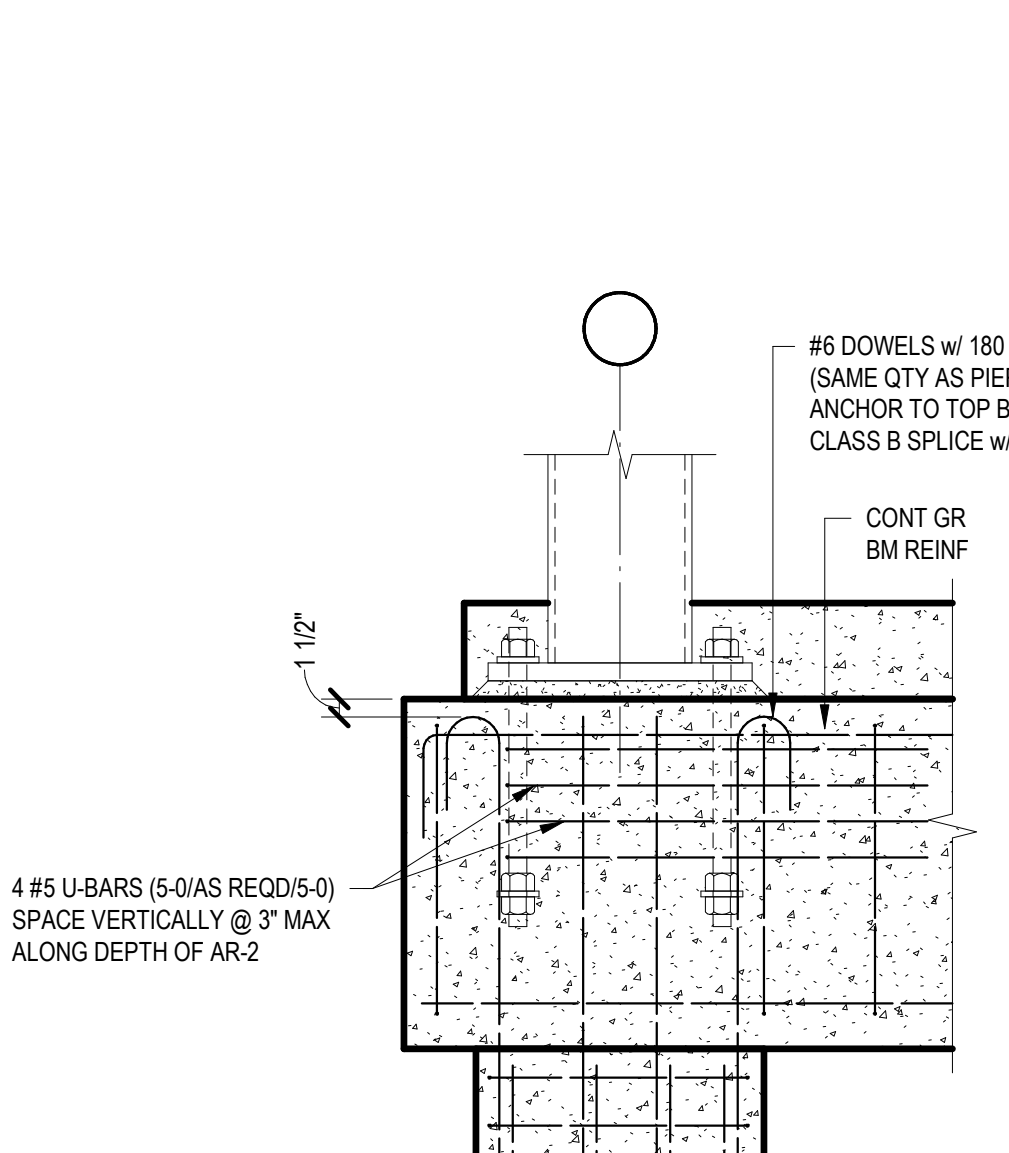 #6 DOWELS w/ 180
(SAME QTY AS
ANCHOR TO TOP
CLASS B SPLICE w/
CONT GR
BM REINF
1 1/2"
4 #5 U-BARS (5-0/AS REQD/5-0)
SPACE VERTICALLY @ 3" MAX
ALONG DEPTH OF AR-2